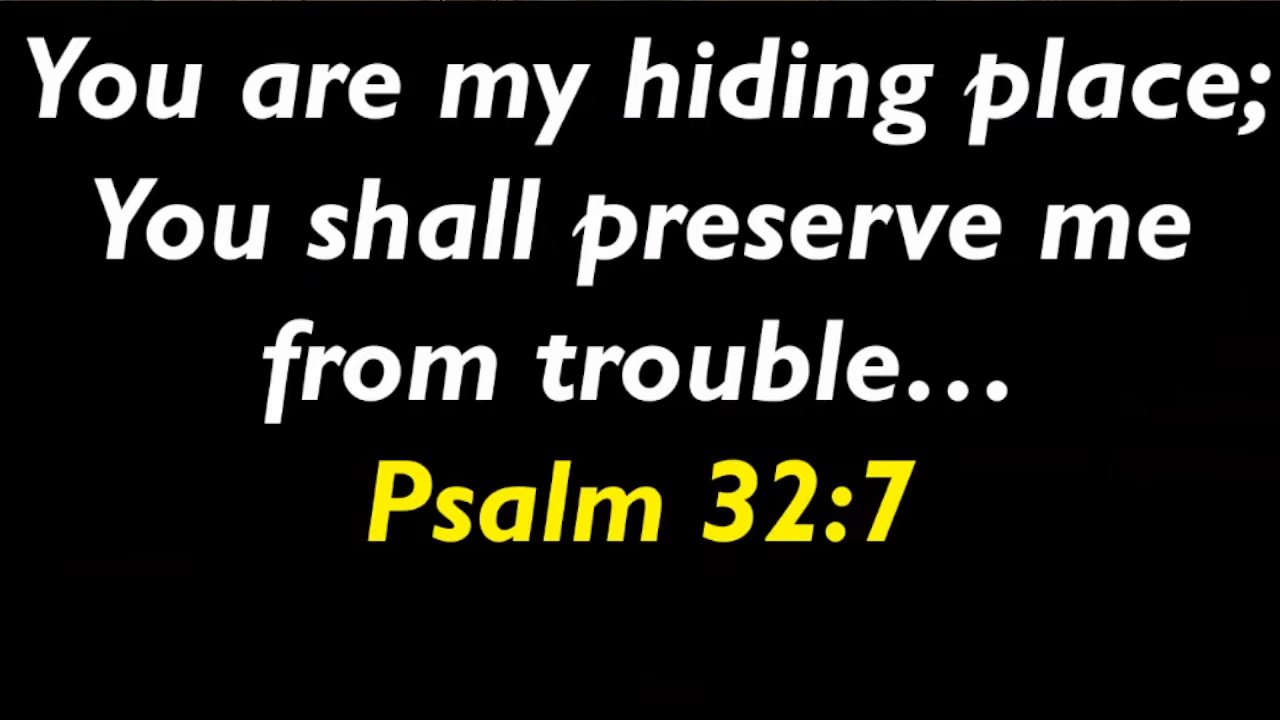 You are my hiding place;
You shall preserve me
from trouble…
Psalm 32:7